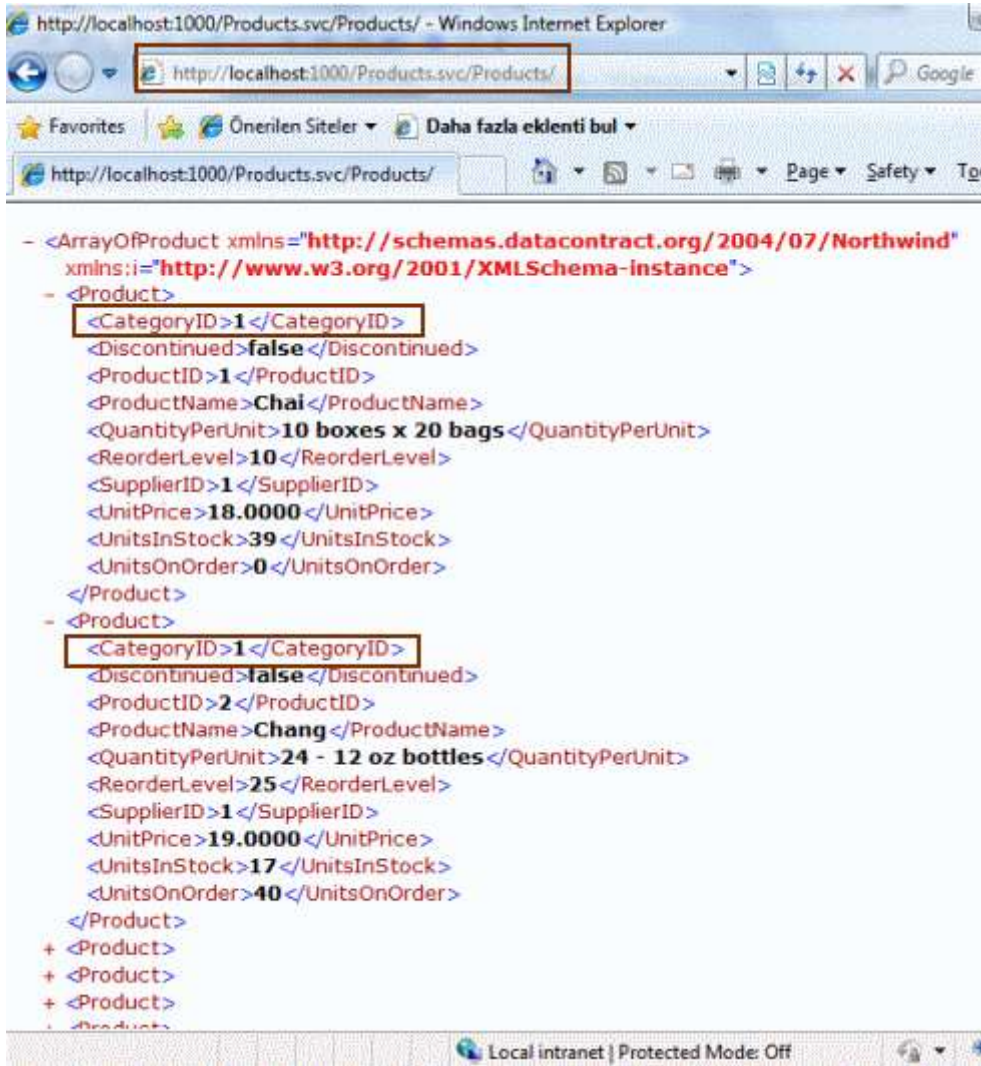 http://localhost:1000/Products.svc/Products/ - Windows Internet Explorer
http://localhost:1000/Products.svc/Products/ Google
Favorites Önerilen Siteler Daha fazla eklenti bul
http://localhost:1000/Products.svc/Products/ Page Safety
- <ArrayOfProduct xmlns="http://schemas.datacontract.org/2004/07/Northwind"
xmlns:i="http://www.w3.org/2001/XMLSchema-instance">
- <Product>
<CategoryID>1</CategoryID>
<Discontinued>false</Discontinued>
<ProductID>1</ProductID>
<ProductName>Chai</ProductName>
<QuantityPerUnit>10 boxes x 20 bags</QuantityPerUnit>
<ReorderLevel>10</ReorderLevel>
<SupplierID>1</SupplierID>
<UnitPrice>18.0000</UnitPrice>
<UnitsInStock>39</UnitsInStock>
<UnitsOnOrder>0</UnitsOnOrder>
</Product>
- <Product>
<CategoryID>1</CategoryID>
<Discontinued>false</Discontinued>
<ProductID>2</ProductID>
<ProductName>Chang</ProductName>
<QuantityPerUnit>24 - 12 oz bottles</QuantityPerUnit>
<ReorderLevel>25</ReorderLevel>
<SupplierID>1</SupplierID>
<UnitPrice>19.0000</UnitPrice>
<UnitsInStock>17</UnitsInStock>
<UnitsOnOrder>40</UnitsOnOrder>
</Product>
+ <Product>
+ <Product>
+ <Product>
+ <Product>
Local intranet | Protected Mode: Off